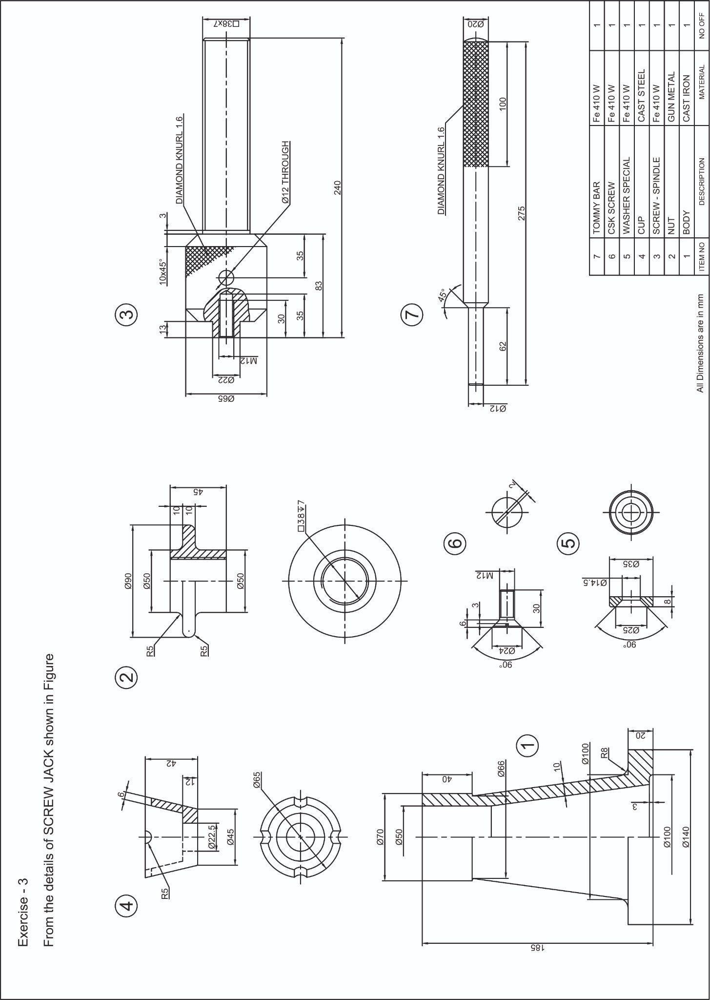 Exercise - 3
From the details of SCREW JACK shown in Figure
4
6
42
12
R5
Ø22.5
Ø45
Ø65
2
Ø90
Ø50
45
10
10
R5
R5
Ø50
□38↧7
3
13
10x45°
3
DIAMOND KNURL 1.6
□38x7
Ø12 THROUGH
Ø65
Ø22
M12
30
35
35
83
240
1
Ø70
Ø50
40
Ø66
10
Ø100
R8
20
3
Ø100
Ø140
185
6
6
3
M12
30
Ø24
90°
2
5
Ø35
Ø14.5
8
Ø25
90°
7
45°
DIAMOND KNURL 1.6
Ø20
Ø12
62
100
275
7 TOMMY BAR Fe 410 W 1
6 CSK SCREW Fe 410 W 1
5 WASHER SPECIAL Fe 410 W 1
4 CUP CAST STEEL 1
3 SCREW - SPINDLE Fe 410 W 1
2 NUT GUN METAL 1
1 BODY CAST IRON 1
ITEM NO DESCRIPTION MATERIAL NO OFF
All Dimensions are in mm